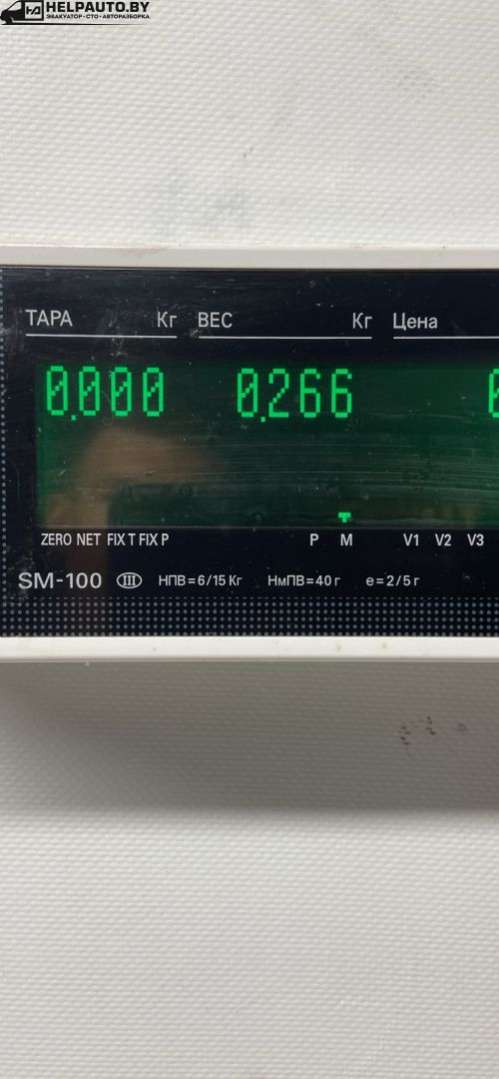 HELPAUTO.BY
ЭВАКУАТОР·СТО·АВТОРАЗБОРКА
ТАРА Кг ВЕС Кг Цена
0.000 0.266
ZERO NET FIX T FIX P P M V1 V2 V3
SM-100 III НПВ=6/15 Кг НмПВ=40 г e=2/5 г